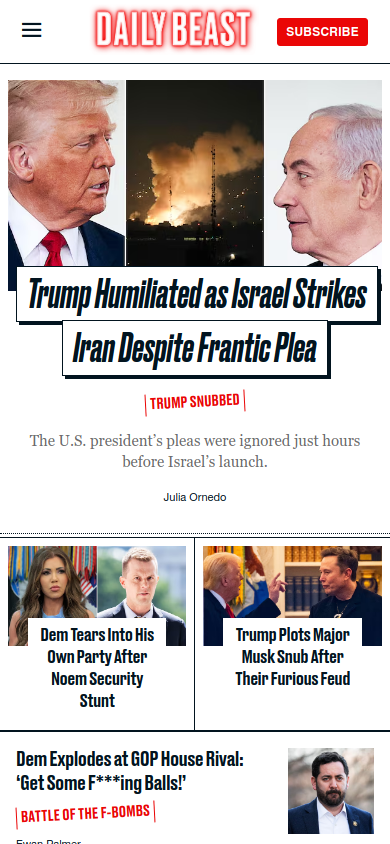 DAILY BEAST
SUBSCRIBE
Trump Humiliated as Israel Strikes
Iran Despite Frantic Plea
TRUMP SNUBBED
The U.S. president’s pleas were ignored just hours
before Israel’s launch.
Julia Ornedo
Dem Tears Into His
Own Party After
Noem Security
Stunt
Trump Plots Major
Musk Snub After
Their Furious Feud
Dem Explodes at GOP House Rival:
‘Get Some F***ing Balls!’
BATTLE OF THE F-BOMBS
Ewan Palmer